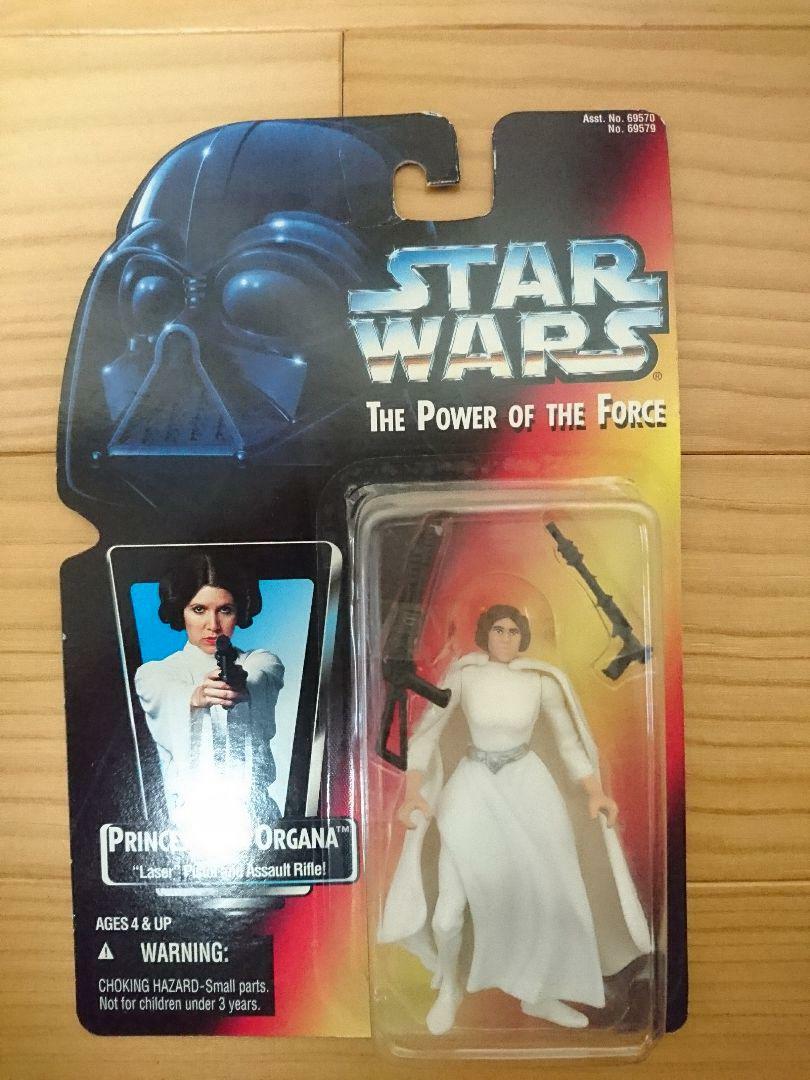 Asst. No. 69570
No. 69579
STAR
WARS®
THE POWER OF THE FORCE
ORGANA™
"Laser" and Assault Rifle!
AGES 4 & UP
WARNING:
CHOKING HAZARD-Small parts.
Not for children under 3 years.